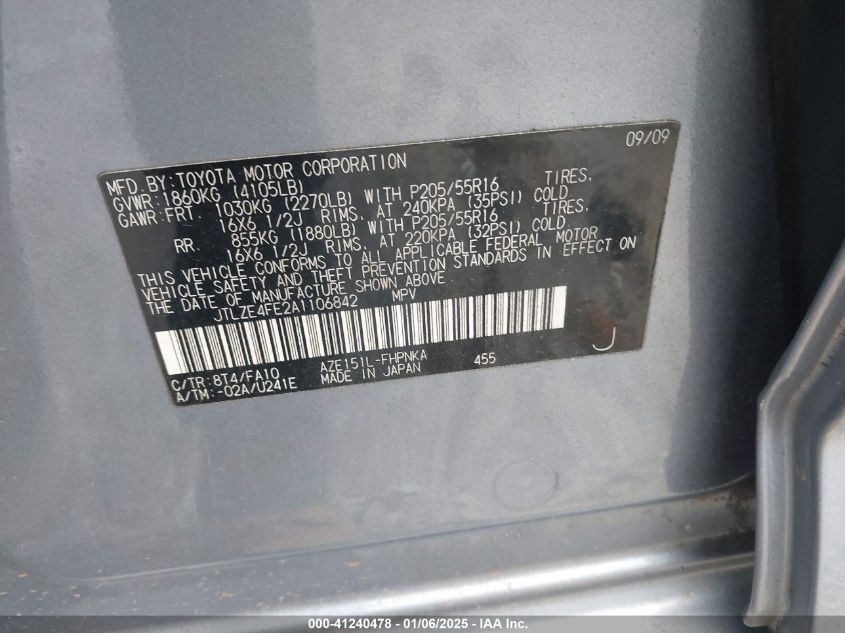 09/09
MFD.BY:TOYOTA MOTOR CORPORATION
GVWR:1860KG (4105LB)
GAWR:FRT. 1030KG (2270LB) WITH P205/55R16 TIRES,
16X6 1/2J RIMS, AT 240KPA (35PSI) COLD
RR. 855KG (1880LB) WITH P205/55R16 TIRES,
16X6 1/2J RIMS, AT 220KPA (32PSI) COLD
THIS VEHICLE CONFORMS TO ALL APPLICABLE FEDERAL MOTOR
VEHICLE SAFETY AND THEFT PREVENTION STANDARDS IN EFFECT ON
THE DATE OF MANUFACTURE SHOWN ABOVE
JTLZE4FE2A1106842 MPV
J
C/TR:8T4/FA10 AZE151L-FHPNKA 455
A/TM:-02A/U241E MADE IN JAPAN
000-41240478 - 01/06/2025 - © IAA Inc.